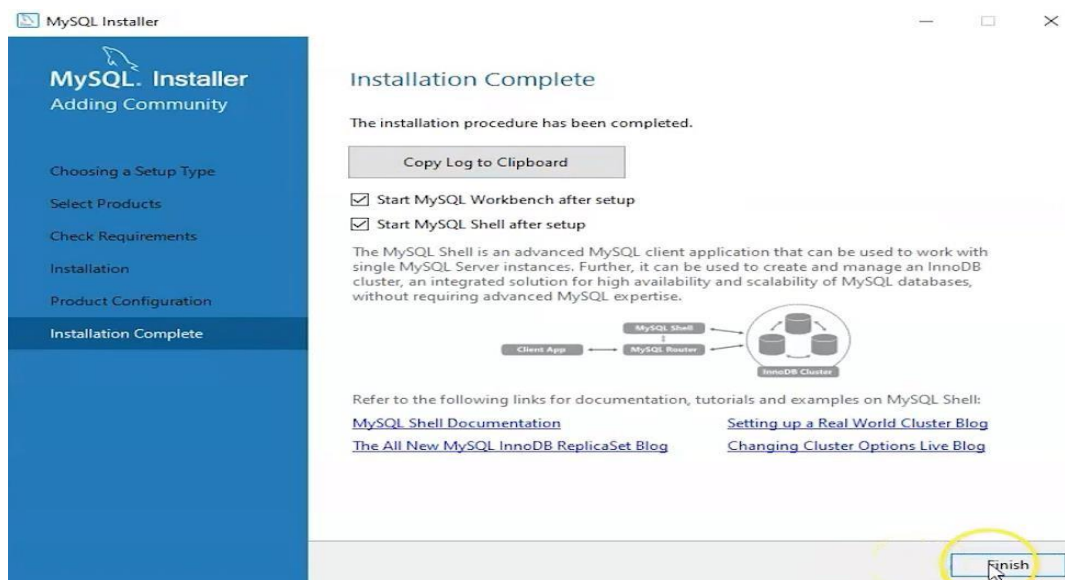 MySQL Installer
MySQL. Installer
Adding Community
Choosing a Setup Type
Select Products
Check Requirements
Installation
Product Configuration
Installation Complete
Installation Complete
The installation procedure has been completed.
Copy Log to Clipboard
Start MySQL Workbench after setup
Start MySQL Shell after setup
The MySQL Shell is an advanced MySQL client application that can be used to work with
single MySQL Server instances. Further, it can be used to create and manage an InnoDB
cluster, an integrated solution for high availability and scalability of MySQL databases,
without requiring advanced MySQL expertise.
MySQL Shell
Client App
MySQL Router
InnoDB Cluster
Refer to the following links for documentation, tutorials and examples on MySQL Shell:
MySQL Shell Documentation
Setting up a Real World Cluster Blog
The All New MySQL InnoDB ReplicaSet Blog
Changing Cluster Options Live Blog
Finish